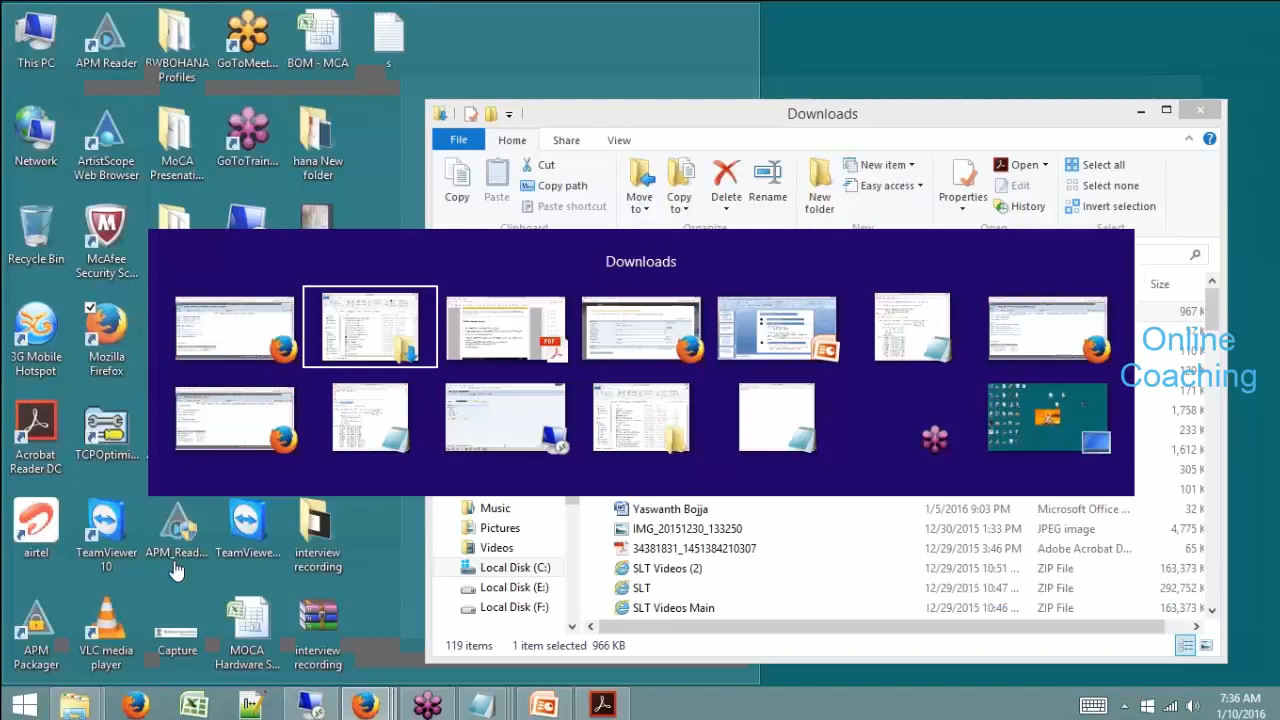 This PC
APM Reader
BWBOHANA
Profiles
GoToMeet...
BOM - MCA
s
Network
ArtistScope
Web Browser
MoCA
Presenati...
GoToTrain...
hana New
folder
Recycle Bin
McAfee
Security Sc...
3G Mobile
Hotspot
Mozilla
Firefox
Acrobat
Reader DC
TCPOptimi...
airtel
TeamViewer
10
APM_Read...
TeamViewe...
interview
recording
APM
Packager
VLC media
player
Capture
MOCA
Hardware S...
interview
recording
Downloads
File
Home
Share
View
Copy
Paste
Cut
Copy path
Paste shortcut
Move
to
Copy
to
Delete
Rename
New
folder
New item
Easy access
Properties
Open
Edit
History
Select all
Select none
Invert selection
Clipboard
Organize
New
Open
Select
Downloads
PDF
Size
967 K
Online
Coaching
1,758 K
233 K
1,612 K
305 K
101 K
Music
Pictures
Videos
Local Disk (C:)
Local Disk (E:)
Local Disk (F:)
Yaswanth Bojja 1/5/2016 9:03 PM Microsoft Office ... 32 K
IMG_20151230_133250 12/30/2015 1:33 PM JPEG image 4,775 K
34381831_1451384210307 12/29/2015 3:46 PM Adobe Acrobat D... 65 K
SLT Videos (2) 12/29/2015 10:51 ... ZIP File 163,373 K
SLT 12/29/2015 10:50 ... ZIP File 292,752 K
SLT Videos Main 12/29/2015 10:46 ... ZIP File 163,373 K
119 items 1 item selected 966 KB
7:36 AM
1/10/2016